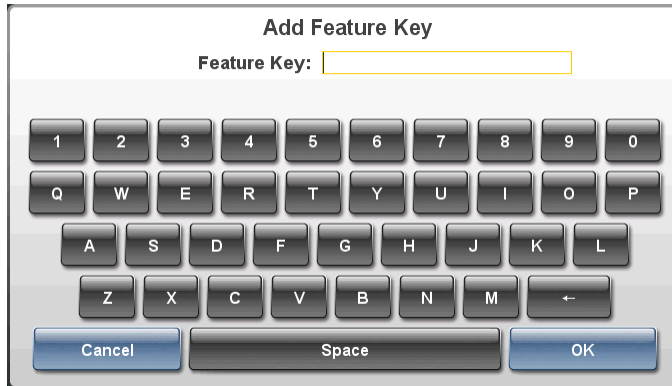 Add Feature Key
Feature Key:
1 2 3 4 5 6 7 8 9 0
Q W E R T Y U I O P
A S D F G H J K L
Z X C V B N M ←
Cancel Space OK